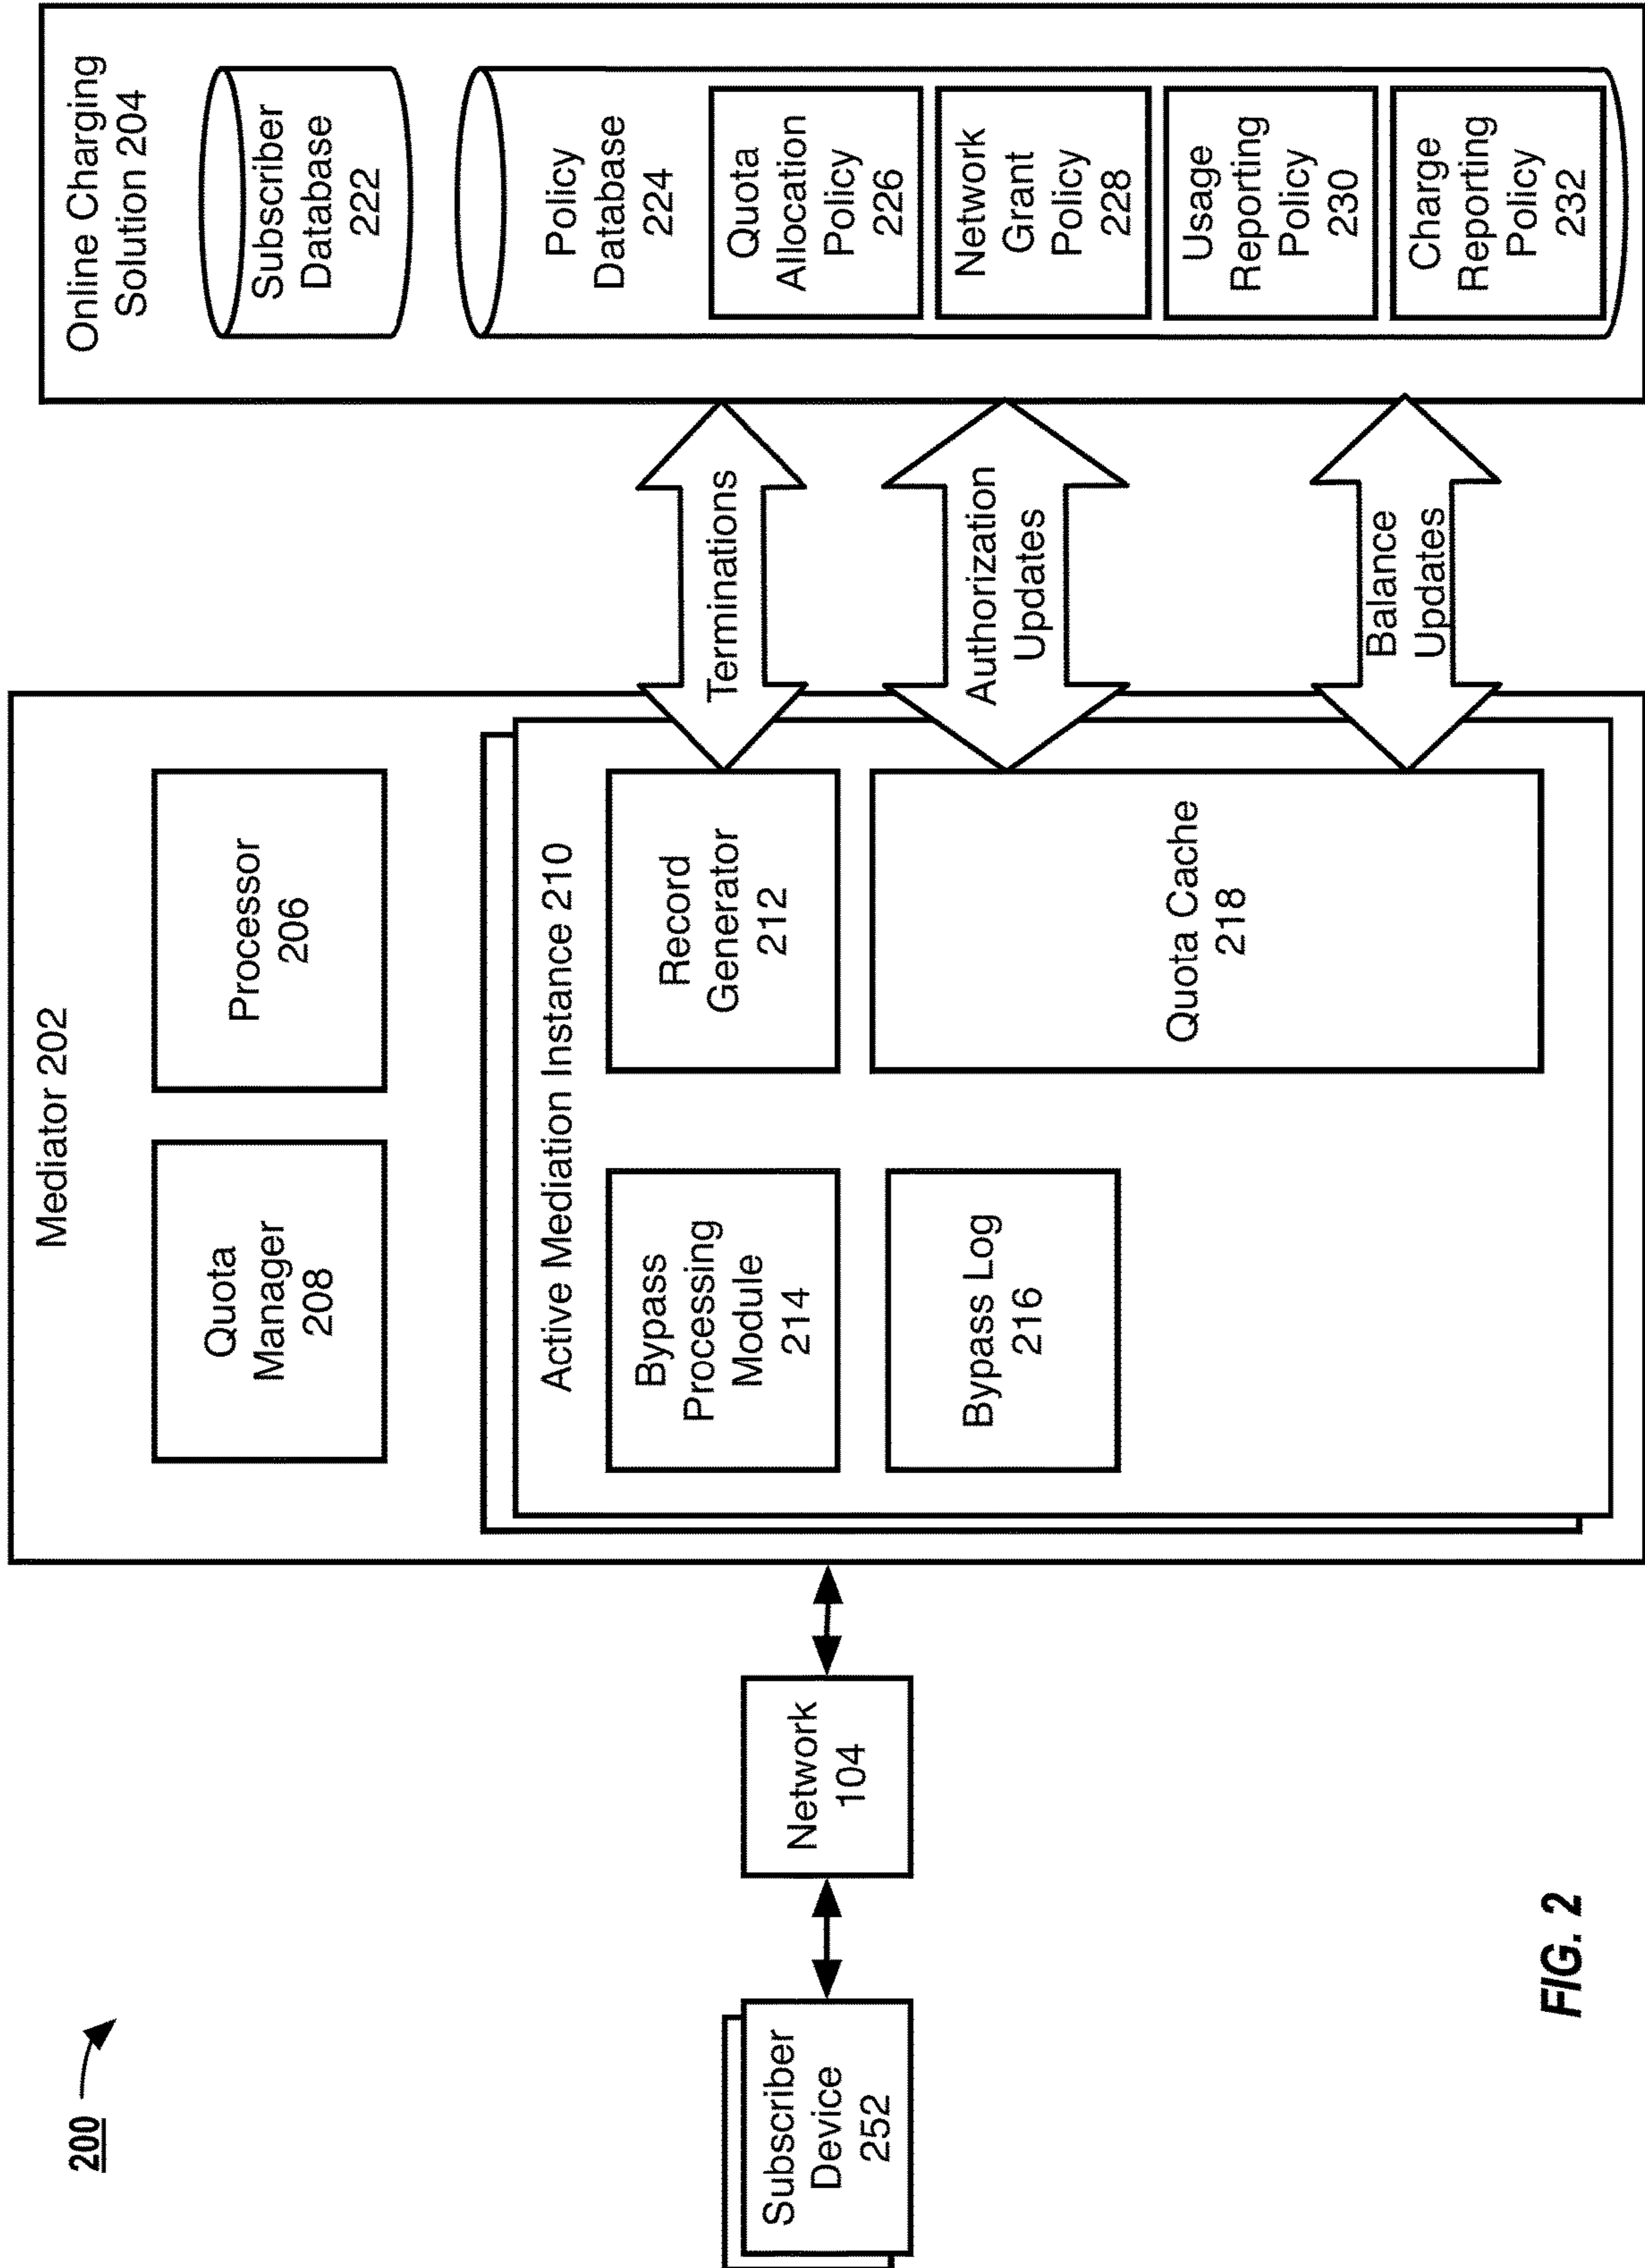 200
Subscriber
Device
252
Network
104
Mediator 202
Quota
Manager
208
Processor
206
Active Mediation Instance 210
Bypass
Processing
Module
214
Record
Generator
212
Bypass Log
216
Quota Cache
218
Terminations
Authorization
Updates
Balance
Updates
Online Charging
Solution 204
Subscriber
Database
222
Policy
Database
224
Quota
Allocation
Policy
226
Network
Grant
Policy
228
Usage
Reporting
Policy
230
Charge
Reporting
Policy
232
FIG. 2